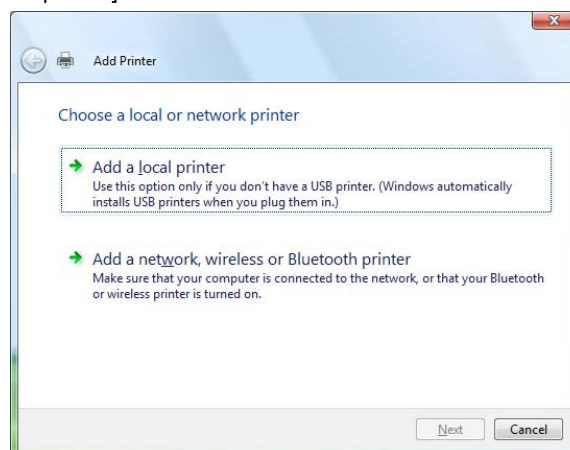 Add Printer
Choose a local or network printer
Add a local printer
Use this option only if you don't have a USB printer. (Windows automatically
installs USB printers when you plug them in.)
Add a network, wireless or Bluetooth printer
Make sure that your computer is connected to the network, or that your Bluetooth
or wireless printer is turned on.
Next Cancel